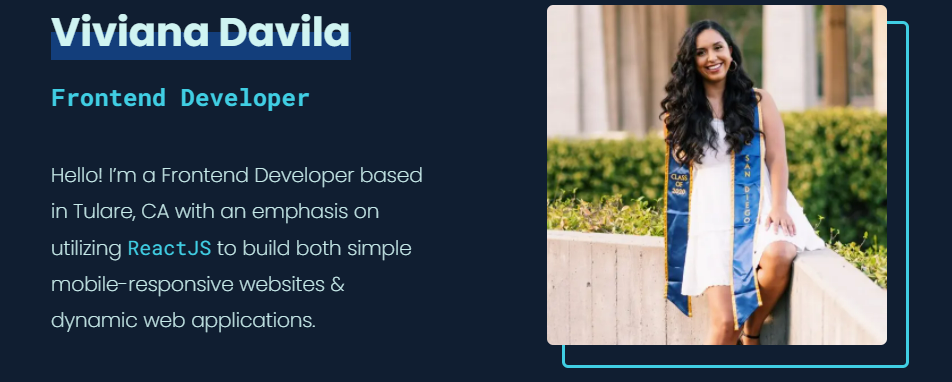 Viviana Davila
Frontend Developer
Hello! I’m a Frontend Developer based
in Tulare, CA with an emphasis on
utilizing ReactJS to build both simple
mobile-responsive websites &
dynamic web applications.
CLASS
OF
2020
SAN DIEGO